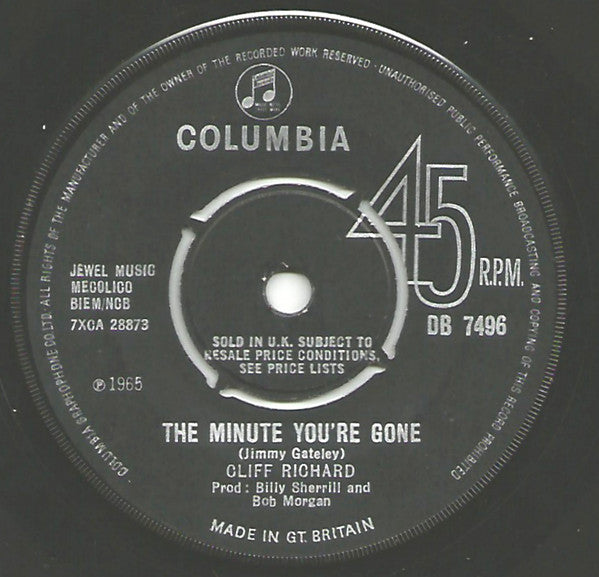 COLUMBIA GRAPHOPHONE CO LTD. ALL RIGHTS OF THE MANUFACTURER AND OF THE OWNER OF THE RECORDED WORK RESERVED · UNAUTHORISED PUBLIC PERFORMANCE BROADCASTING AND COPYING OF THIS RECORD PROHIBITED
COLUMBIA
45
R.P.M.
DB 7496
JEWEL MUSIC
MECOLICO
BIEM/NCB
7XCA 28873
℗ 1965
SOLD IN U.K. SUBJECT TO
RESALE PRICE CONDITIONS,
SEE PRICE LISTS
THE MINUTE YOU'RE GONE
(Jimmy Gateley)
CLIFF RICHARD
Prod : Billy Sherrill and
Bob Morgan
MADE IN GT. BRITAIN